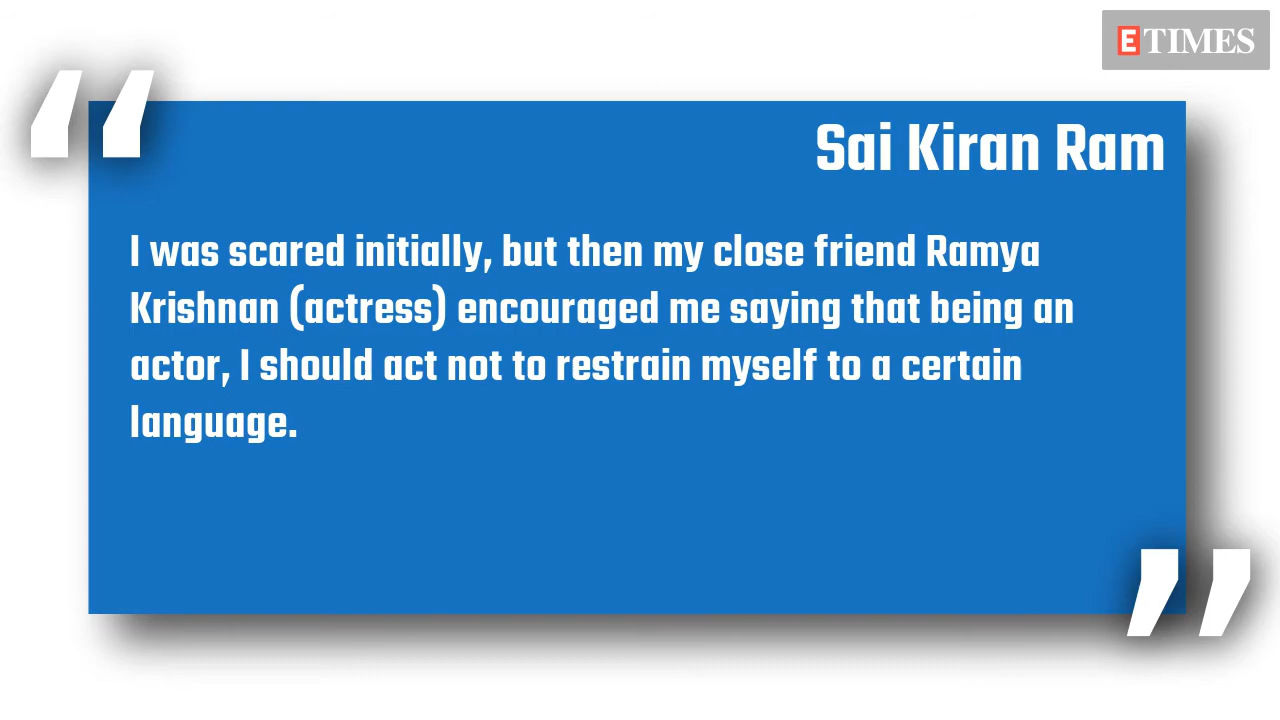 ETIMES
Sai Kiran Ram
I was scared initially, but then my close friend Ramya
Krishnan (actress) encouraged me saying that being an
actor, I should act not to restrain myself to a certain
language.